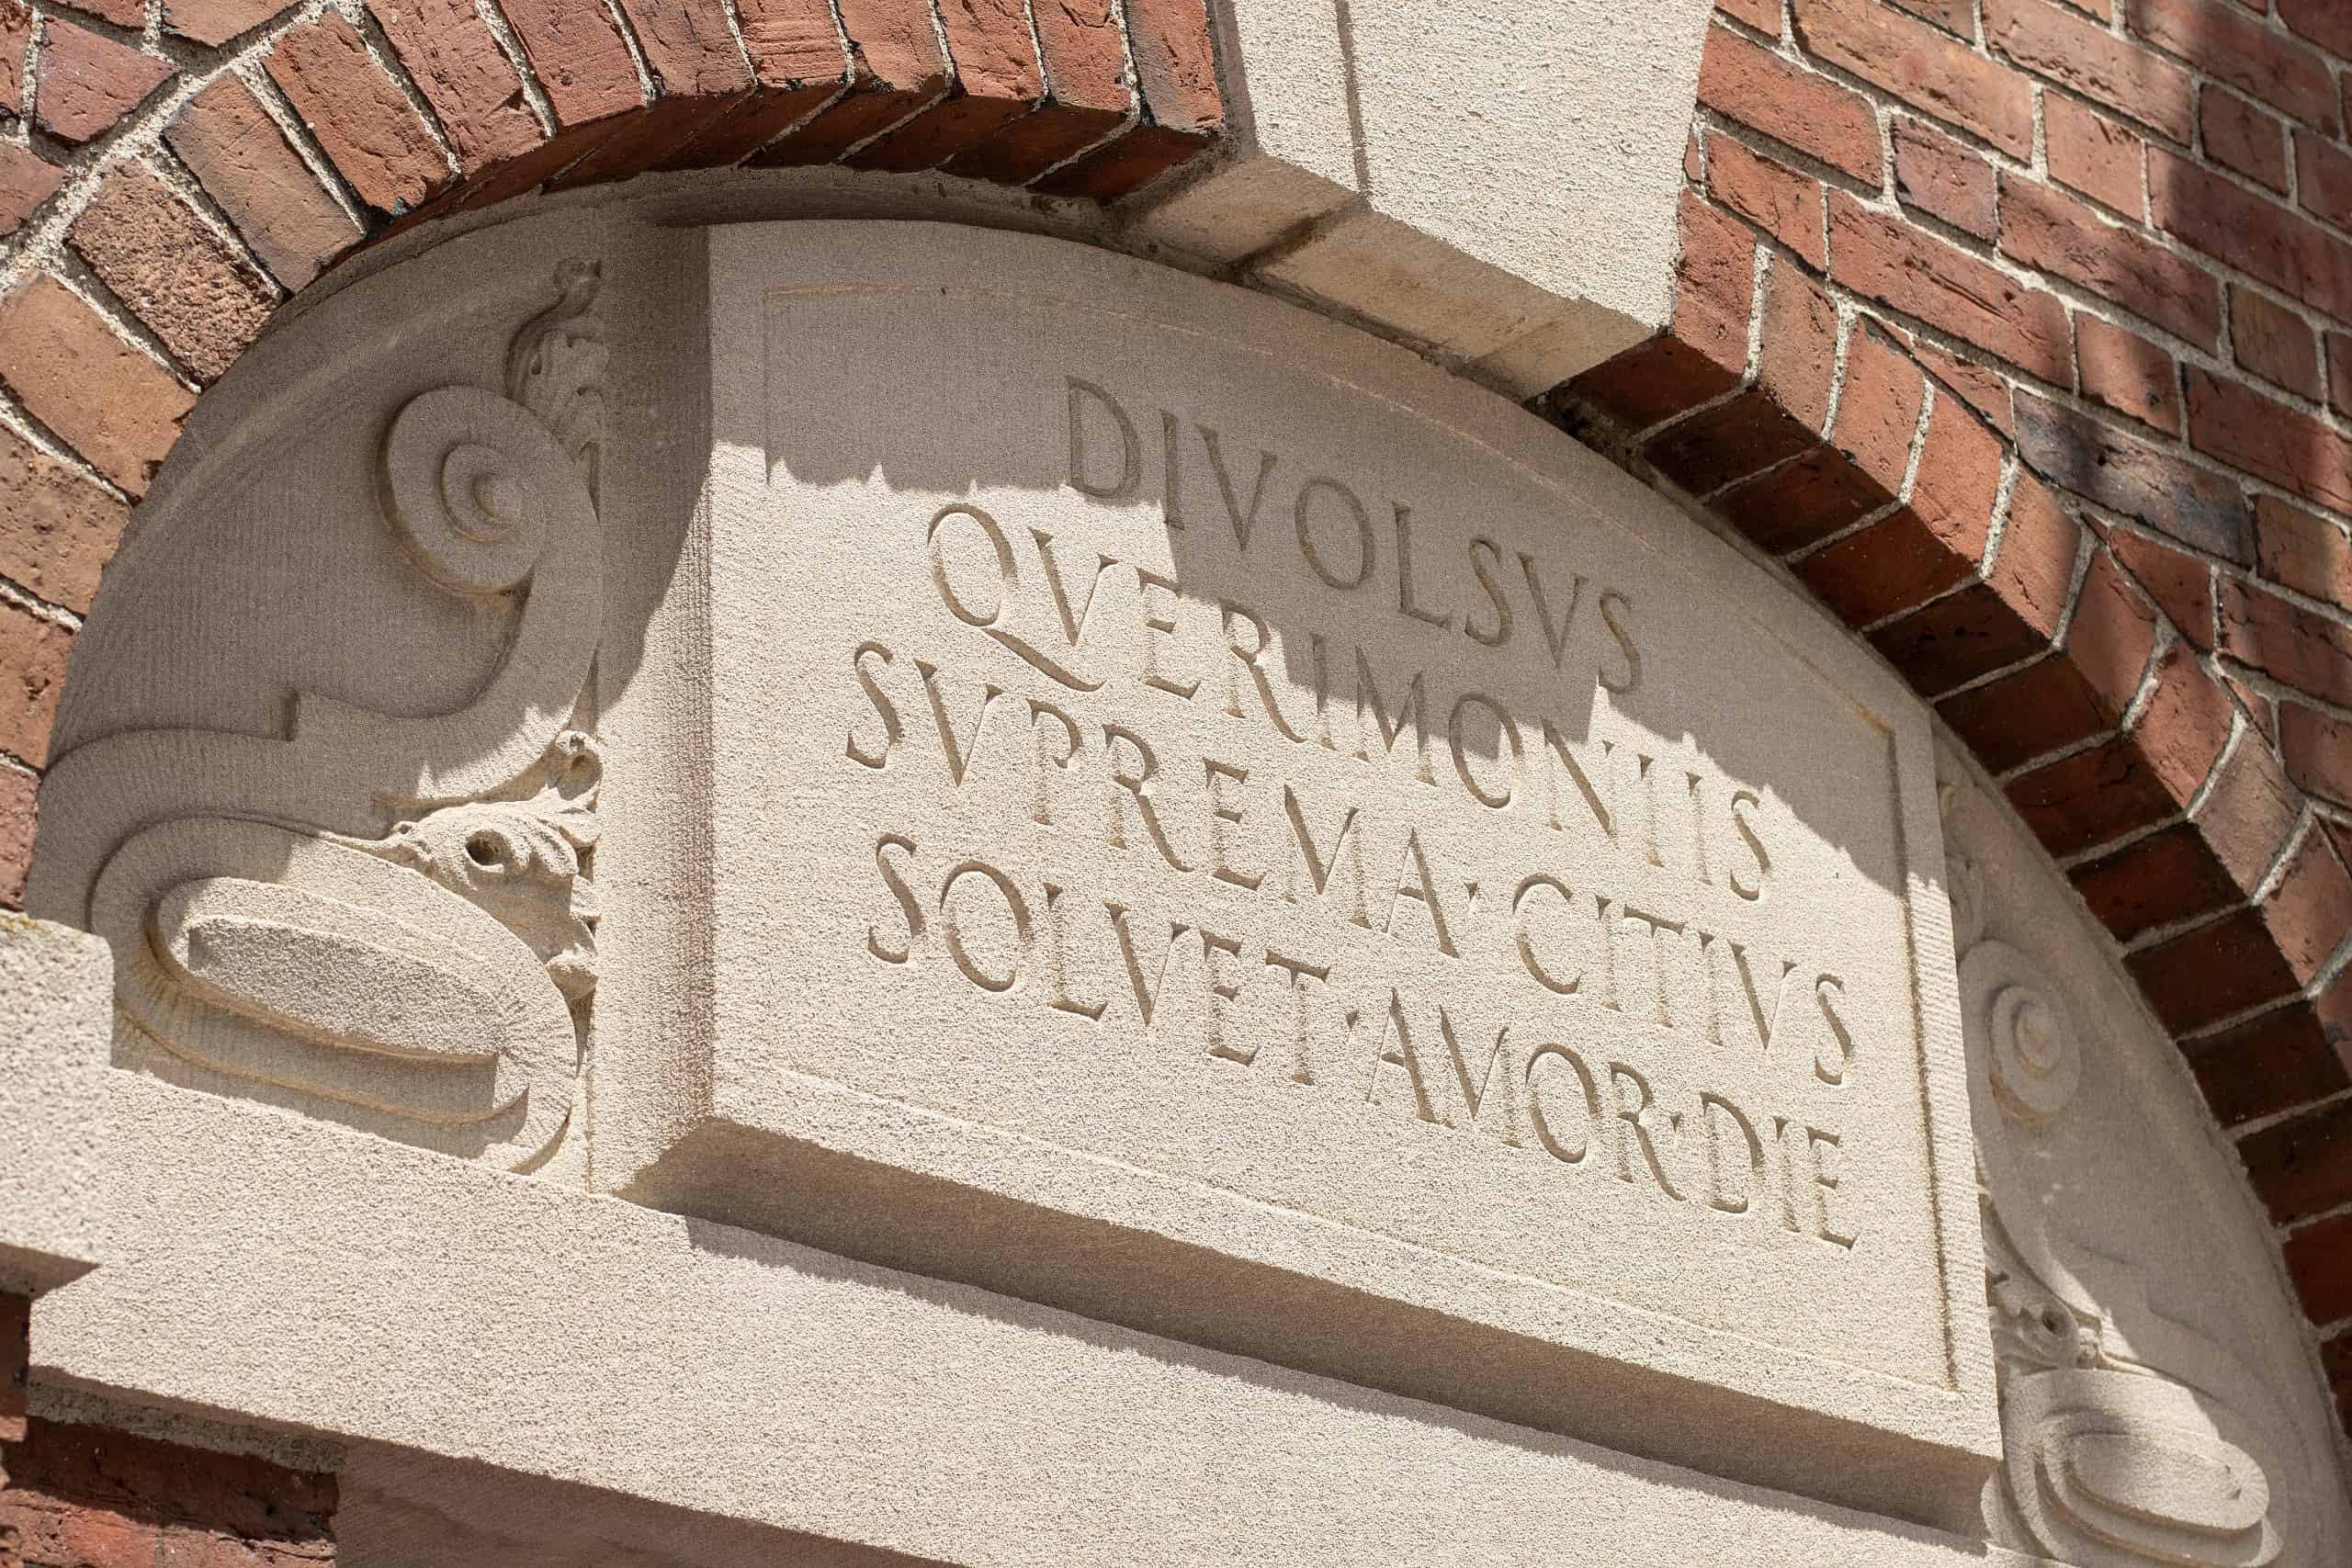 DIVOLSVS
QVERIMONIIS
SVPREMA·CITIVS
SOLVET·AMOR·DIE